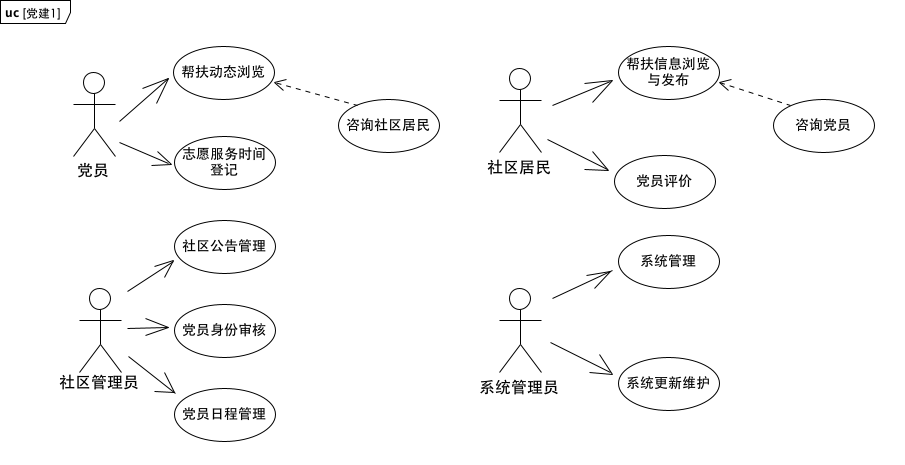 uc [党建1]
帮扶动态浏览
咨询社区居民
志愿服务时间
登记
党员
帮扶信息浏览
与发布
咨询党员
党员评价
社区居民
社区公告管理
党员身份审核
党员日程管理
社区管理员
系统管理
系统更新维护
系统管理员